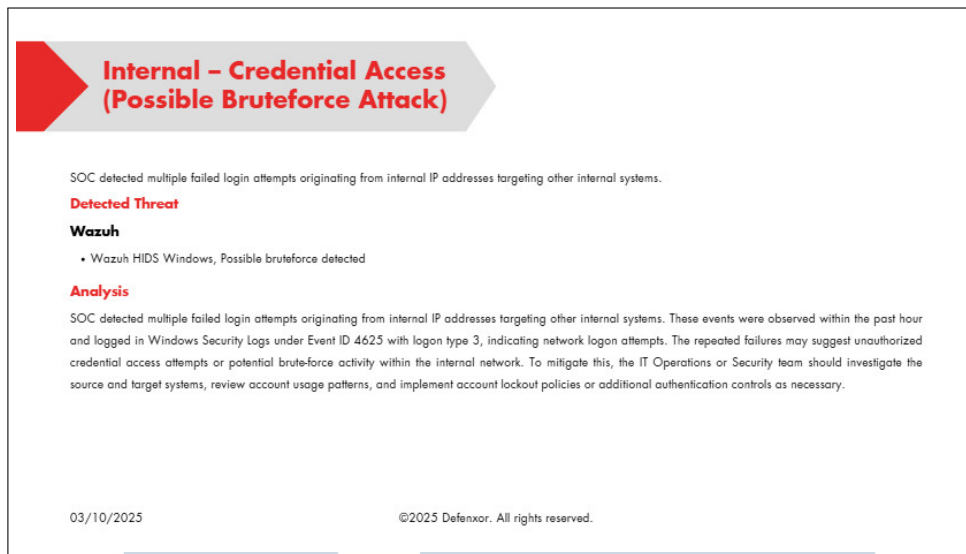 Internal – Credential Access
(Possible Bruteforce Attack)
SOC detected multiple failed login attempts originating from internal IP addresses targeting other internal systems.
Detected Threat
Wazuh
• Wazuh HIDS Windows, Possible bruteforce detected
Analysis
SOC detected multiple failed login attempts originating from internal IP addresses targeting other internal systems. These events were observed within the past hour
and logged in Windows Security Logs under Event ID 4625 with logon type 3, indicating network logon attempts. The repeated failures may suggest unauthorized
credential access attempts or potential brute-force activity within the internal network. To mitigate this, the IT Operations or Security team should investigate the
source and target systems, review account usage patterns, and implement account lockout policies or additional authentication controls as necessary.
03/10/2025 ©2025 Defenxor. All rights reserved.